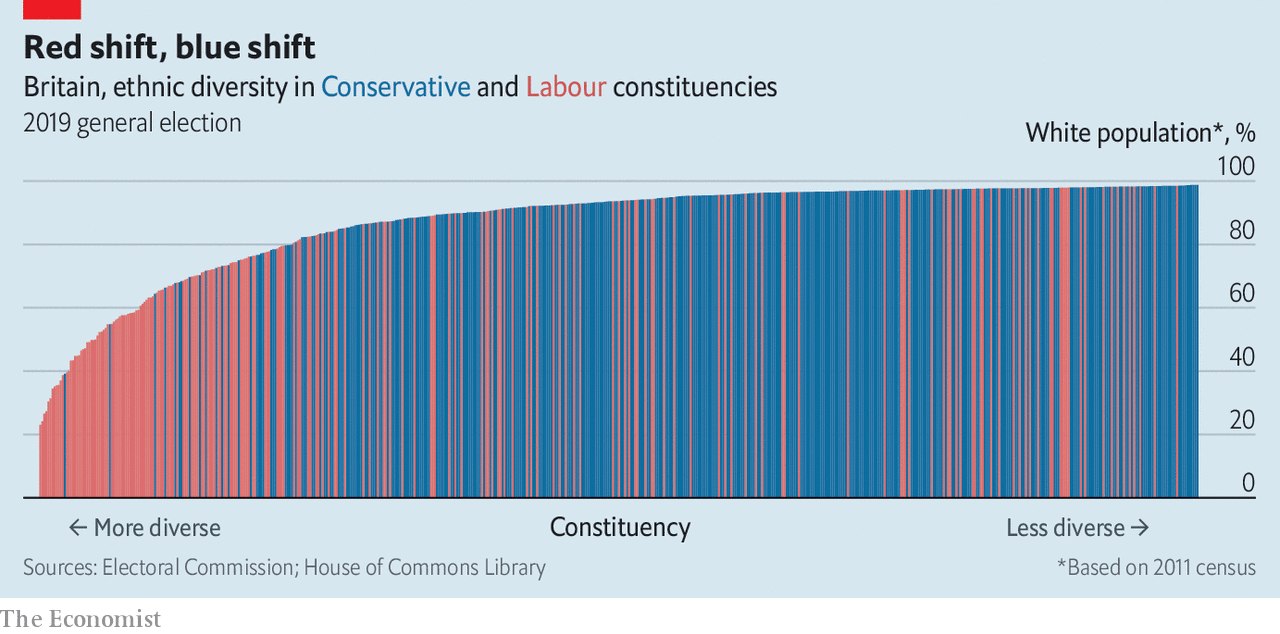 Red shift, blue shift
Britain, ethnic diversity in Conservative and Labour constituencies
2019 general election
White population*, %
100
80
60
40
20
0
← More diverse
Constituency
Less diverse →
Sources: Electoral Commission; House of Commons Library
*Based on 2011 census
The Economist